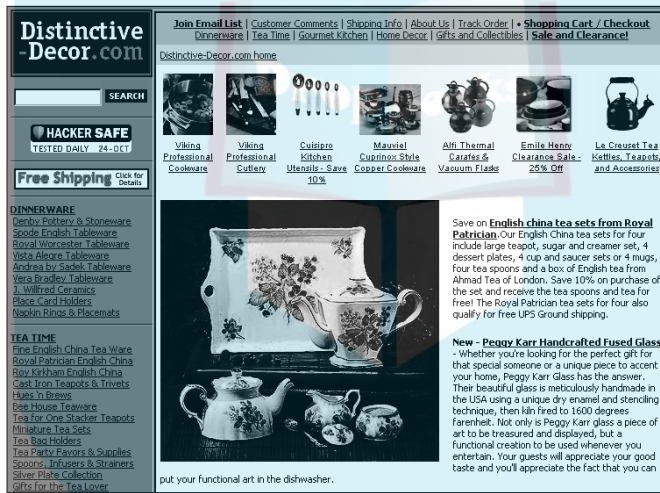 Distinctive
-Decor.com
SEARCH
HACKER SAFE
TESTED DAILY 24-OCT
Free Shipping Click for Details
DINNERWARE
Denby Pottery & Stoneware
Spode English Tableware
Royal Worcester Tableware
Vista Alegre Tableware
Andrea by Sadek Tableware
Vera Bradley Tableware
J. Willfred Ceramics
Place Card Holders
Napkin Rings & Placemats
TEA TIME
Fine English China Tea Ware
Royal Patrician English China
Roy Kirkham English China
Cast Iron Teapots & Trivets
Hues 'n Brews
Bee House Teaware
Tea for One Stacker Teapots
Miniature Tea Sets
Tea Bag Holders
Tea Party Favors & Supplies
Spoons, Infusers & Strainers
Silver Plate Collection
Gifts for the Tea Lover
Join Email List | Customer Comments | Shipping Info | About Us | Track Order | • Shopping Cart / Checkout
Dinnerware | Tea Time | Gourmet Kitchen | Home Decor | Gifts and Collectibles | Sale and Clearance!
Distinctive-Decor.com home
Viking
Professional
Cookware
Viking
Professional
Cutlery
Cuisipro
Kitchen
Utensils - Save
10%
Mauviel
Cuprinox Style
Copper Cookware
Alfi Thermal
Carafes &
Vacuum Flasks
Emile Henry
Clearance Sale -
25% Off
Le Creuset Tea
Kettles, Teapots,
and Accessories
Save on English china tea sets from Royal
Patrician.Our English China tea sets for four
include large teapot, sugar and creamer set, 4
dessert plates, 4 cup and saucer sets or 4 mugs,
four tea spoons and a box of English tea from
Ahmad Tea of London. Save 10% on purchase of
the set and receive the tea spoons and tea for
free! The Royal Patrician tea sets for four also
qualify for free UPS Ground shipping.
New - Peggy Karr Handcrafted Fused Glass
- Whether you're looking for the perfect gift for
that special someone or a unique piece to accent
your home, Peggy Karr Glass has the answer.
Their beautiful glass is meticulously handmade in
the USA using a unique dry enamel and stenciling
technique, then kiln fired to 1600 degrees
farenheit. Not only is Peggy Karr glass a piece of
art to be treasured and displayed, but a
functional creation to be used whenever you
entertain. Your guests will appreciate your good
taste and you'll appreciate the fact that you can
put your functional art in the dishwasher.